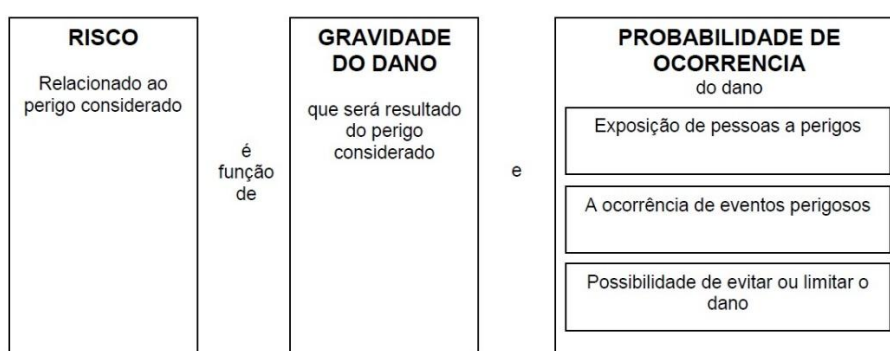 RISCO
Relacionado ao
perigo considerado
é
função
de
GRAVIDADE
DO DANO
que será resultado
do perigo
considerado
e
PROBABILIDADE DE
OCORRENCIA
do dano
Exposição de pessoas a perigos
A ocorrência de eventos perigosos
Possibilidade de evitar ou limitar o
dano